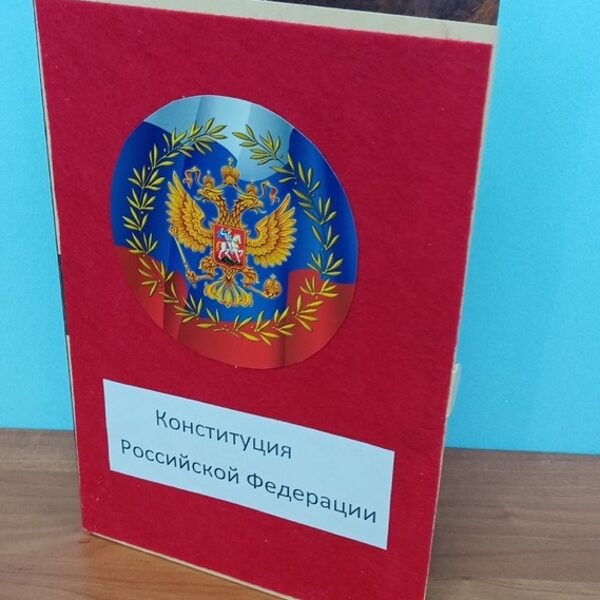 Конституция
Российской Федерации